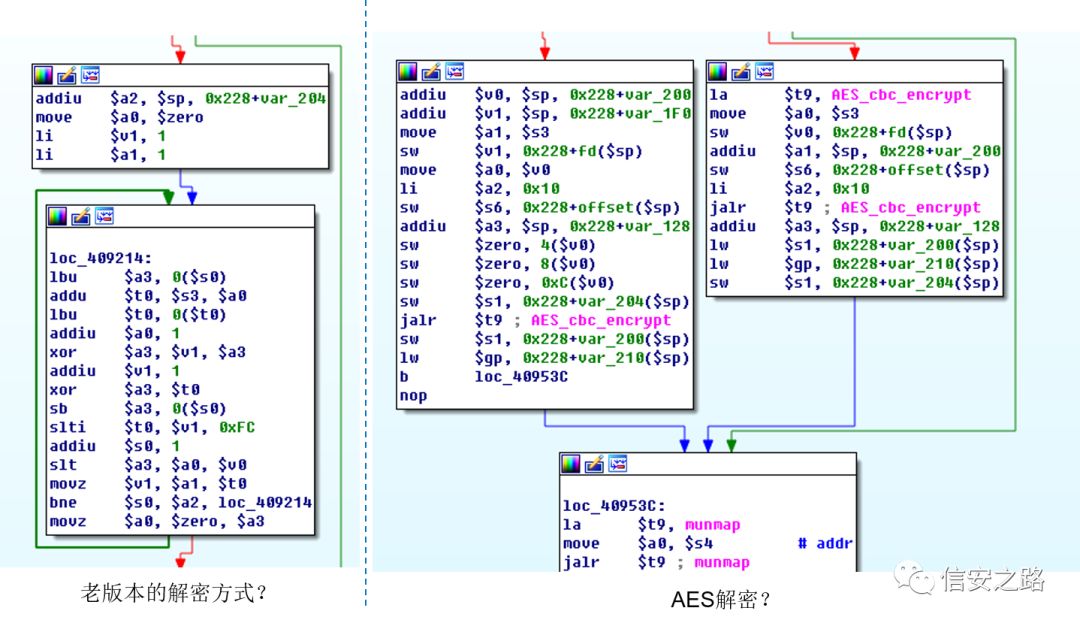 addiu $a2, $sp, 0x228+var_204
move $a0, $zero
li $v1, 1
li $a1, 1
loc_409214:
lbu $a3, 0($s0)
addu $t0, $s3, $a0
lbu $t0, 0($t0)
addiu $a0, 1
xor $a3, $v1, $a3
addiu $v1, 1
xor $a3, $t0
sb $a3, 0($s0)
slti $t0, $v1, 0xFC
addiu $s0, 1
slt $a3, $a0, $v0
movz $v1, $a1, $t0
bne $s0, $a2, loc_409214
movz $a0, $zero, $a3
老版本的解密方式？
addiu $v0, $sp, 0x228+var_200
addiu $v1, $sp, 0x228+var_1F0
move $a1, $s3
sw $v1, 0x228+fd($sp)
move $a0, $v0
li $a2, 0x10
sw $s6, 0x228+offset($sp)
addiu $a3, $sp, 0x228+var_128
sw $zero, 4($v0)
sw $zero, 8($v0)
sw $zero, 0xC($v0)
sw $s1, 0x228+var_204($sp)
jalr $t9 ; AES_cbc_encrypt
sw $s1, 0x228+var_200($sp)
lw $gp, 0x228+var_210($sp)
b loc_40953C
nop
la $t9, AES_cbc_encrypt
move $a0, $s3
sw $v0, 0x228+fd($sp)
addiu $a1, $sp, 0x228+var_200
sw $s6, 0x228+offset($sp)
li $a2, 0x10
jalr $t9 ; AES_cbc_encrypt
addiu $a3, $sp, 0x228+var_128
lw $s1, 0x228+var_200($sp)
lw $gp, 0x228+var_210($sp)
sw $s1, 0x228+var_204($sp)
loc_40953C:
la $t9, munmap
move $a0, $s4 # addr
jalr $t9 ; munmap
AES解密？
信安之路